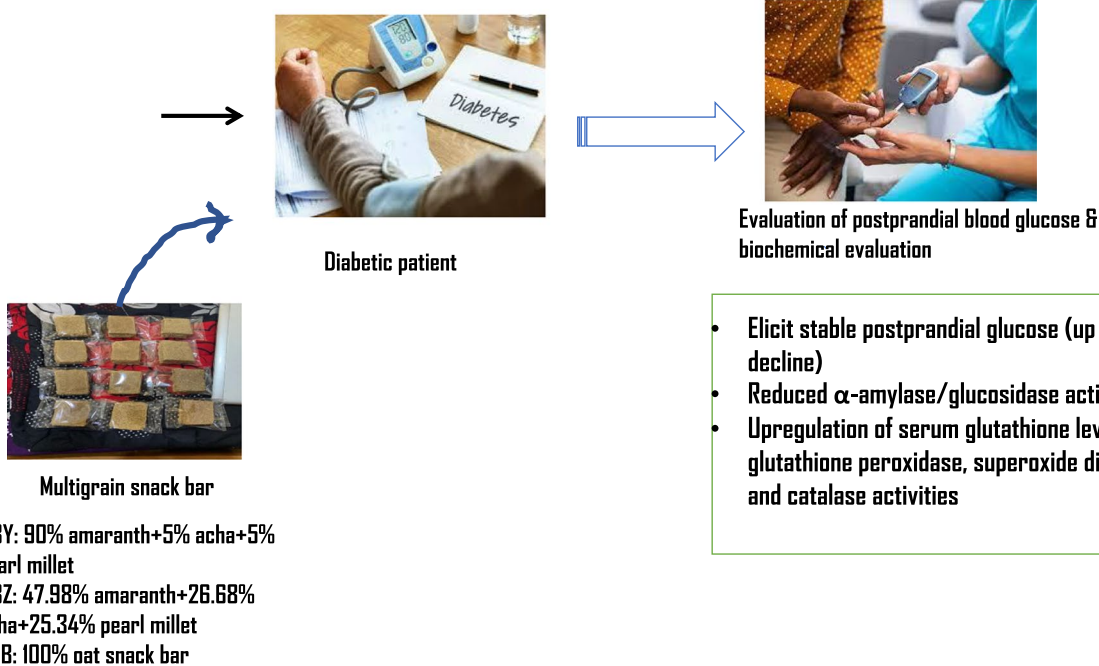 120
80
Diabetes
Diabetic patient
Evaluation of postprandial blood glucose &
biochemical evaluation
Multigrain snack bar
Y: 90% amaranth+5% acha+5%
arl millet
Z: 47.98% amaranth+26.68%
ha+25.34% pearl millet
B: 100% oat snack bar
• Elicit stable postprandial glucose (up
decline)
• Reduced α-amylase/glucosidase acti
• Upregulation of serum glutathione lev
glutathione peroxidase, superoxide di
and catalase activities